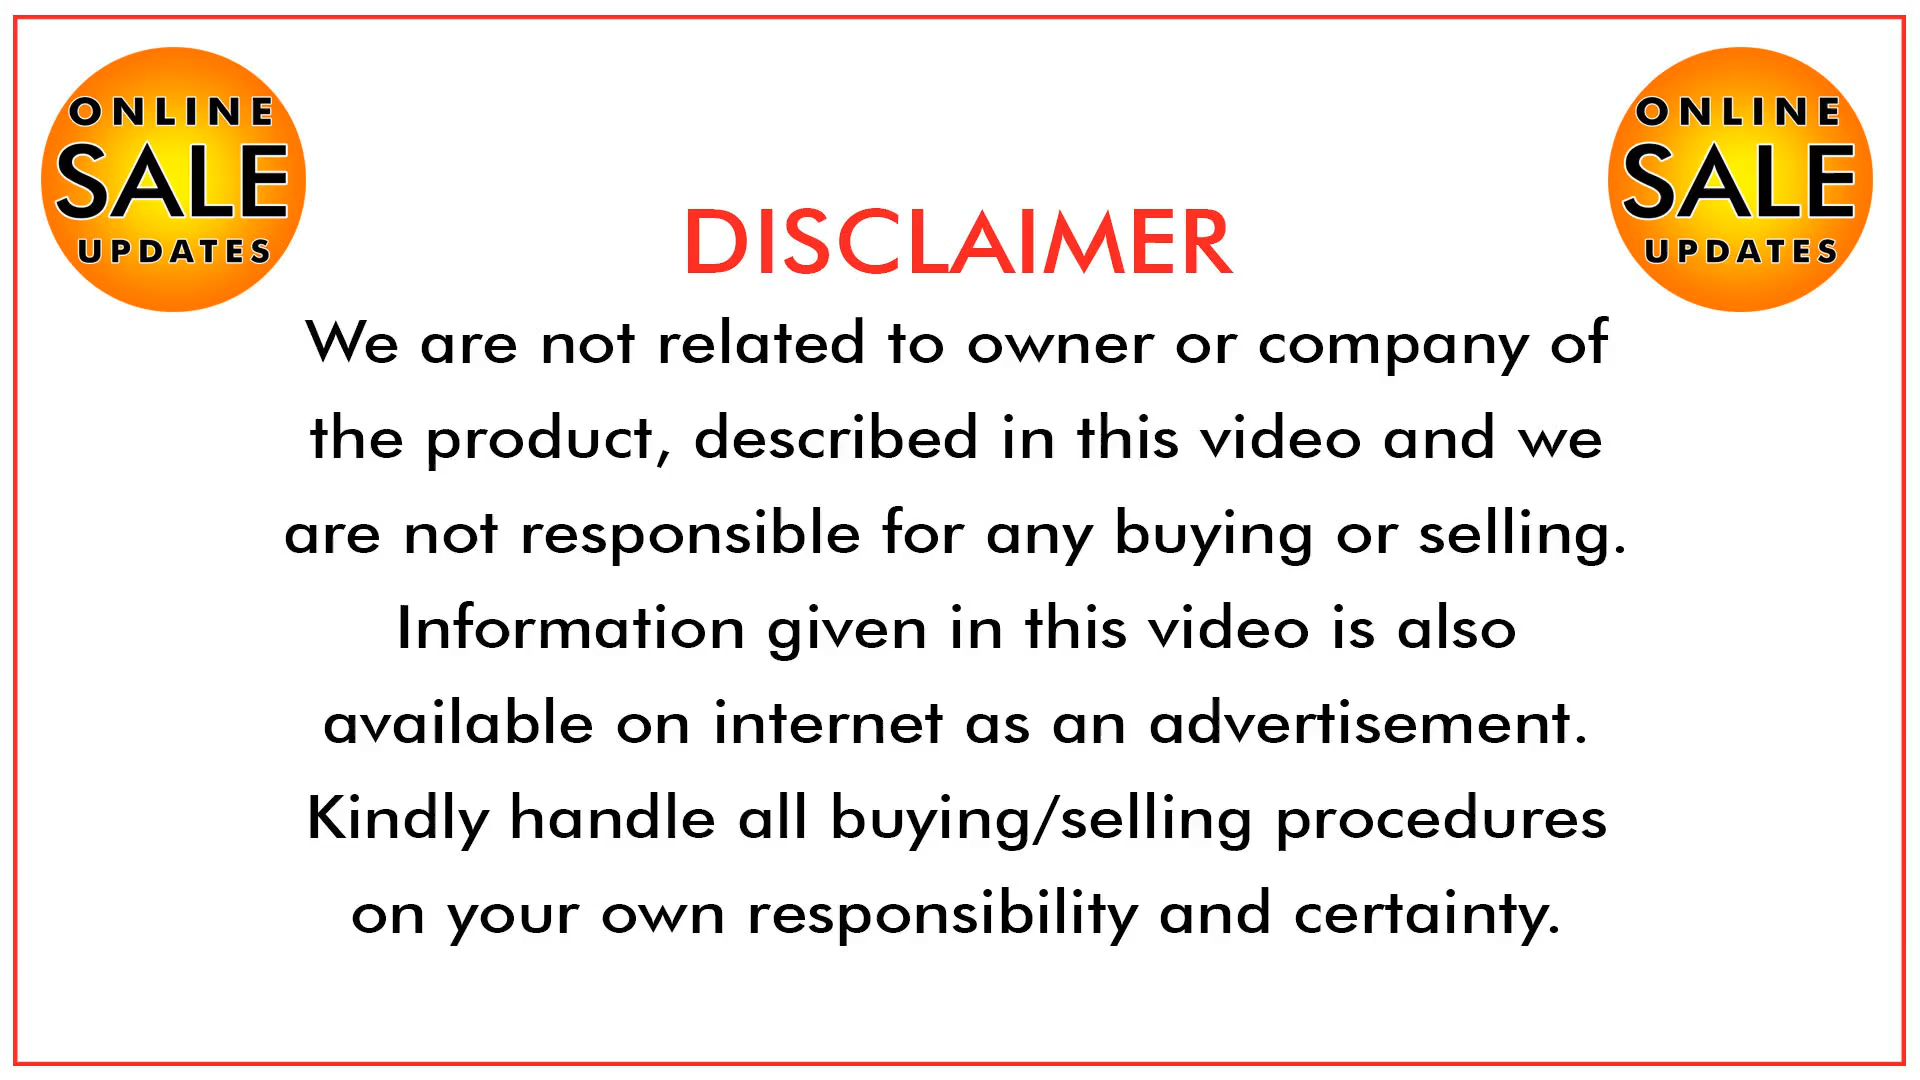 ONLINE
SALE
UPDATES
ONLINE
SALE
UPDATES
DISCLAIMER
We are not related to owner or company of
the product, described in this video and we
are not responsible for any buying or selling.
Information given in this video is also
available on internet as an advertisement.
Kindly handle all buying/selling procedures
on your own responsibility and certainty.